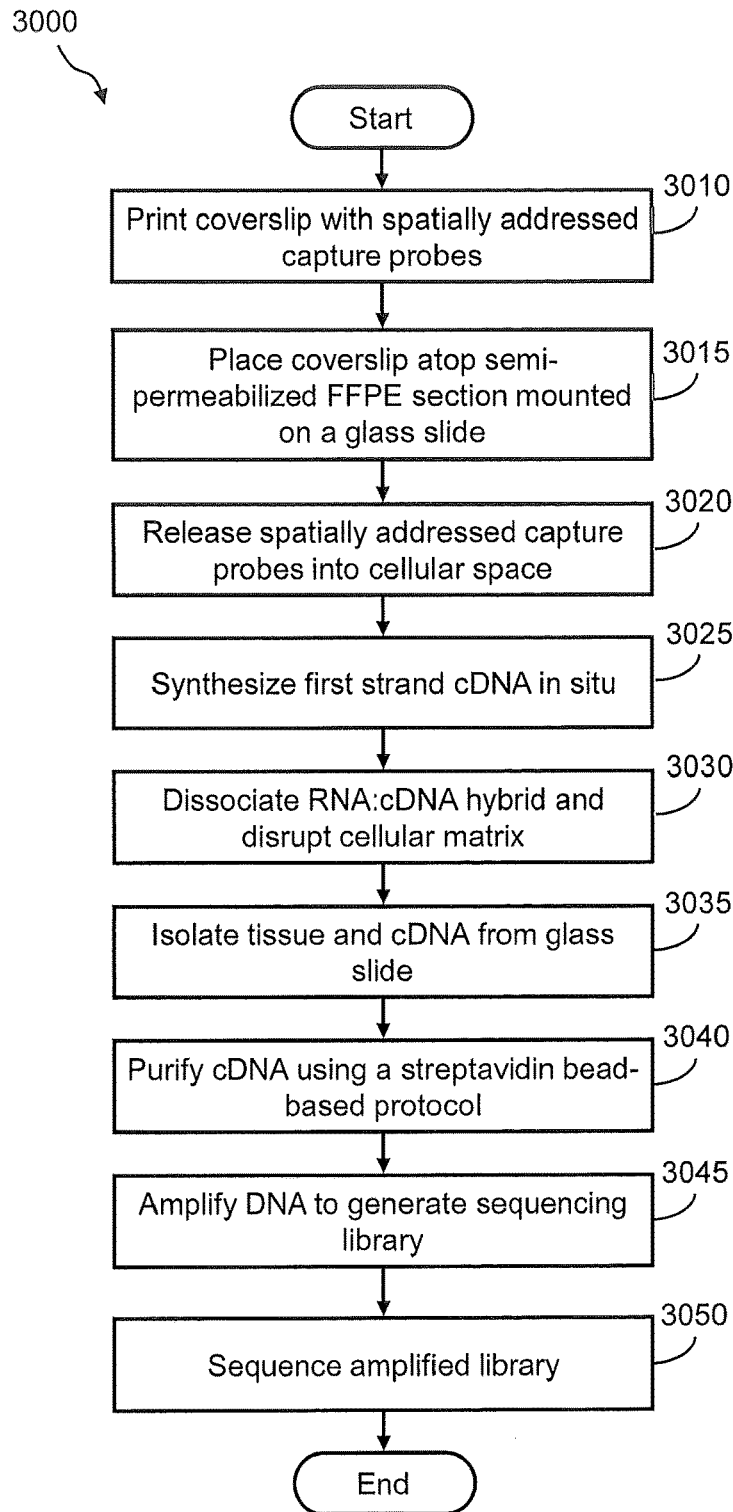 3000
Start
3010
Print coverslip with spatially addressed
capture probes
3015
Place coverslip atop semi-
permeabilized FFPE section mounted
on a glass slide
3020
Release spatially addressed capture
probes into cellular space
3025
Synthesize first strand cDNA in situ
3030
Dissociate RNA:cDNA hybrid and
disrupt cellular matrix
3035
Isolate tissue and cDNA from glass
slide
3040
Purify cDNA using a streptavidin bead-
based protocol
3045
Amplify DNA to generate sequencing
library
3050
Sequence amplified library
End